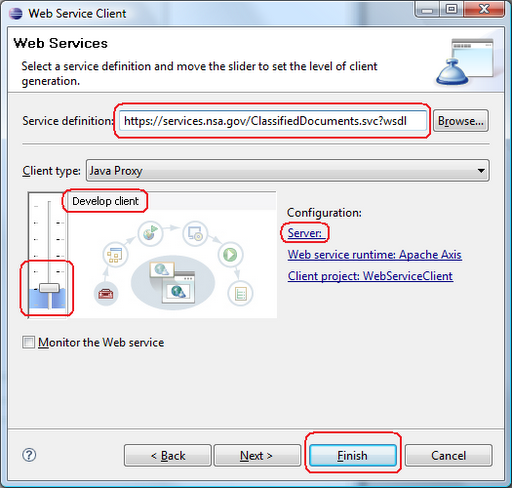 Web Service Client
Web Services
Select a service definition and move the slider to set the level of client
generation.
Service definition: https://services.nsa.gov/ClassifiedDocuments.svc?wsdl Browse...
Client type: Java Proxy
Develop client
Configuration:
Server:
Web service runtime: Apache Axis
Client project: WebServiceClient
Monitor the Web service
? < Back Next > Finish Cancel